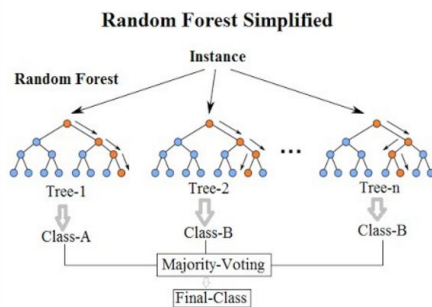 Random Forest Simplified
Instance
Random Forest
...
Tree-1 Tree-2 Tree-n
Class-A Class-B Class-B
Majority-Voting
Final-Class